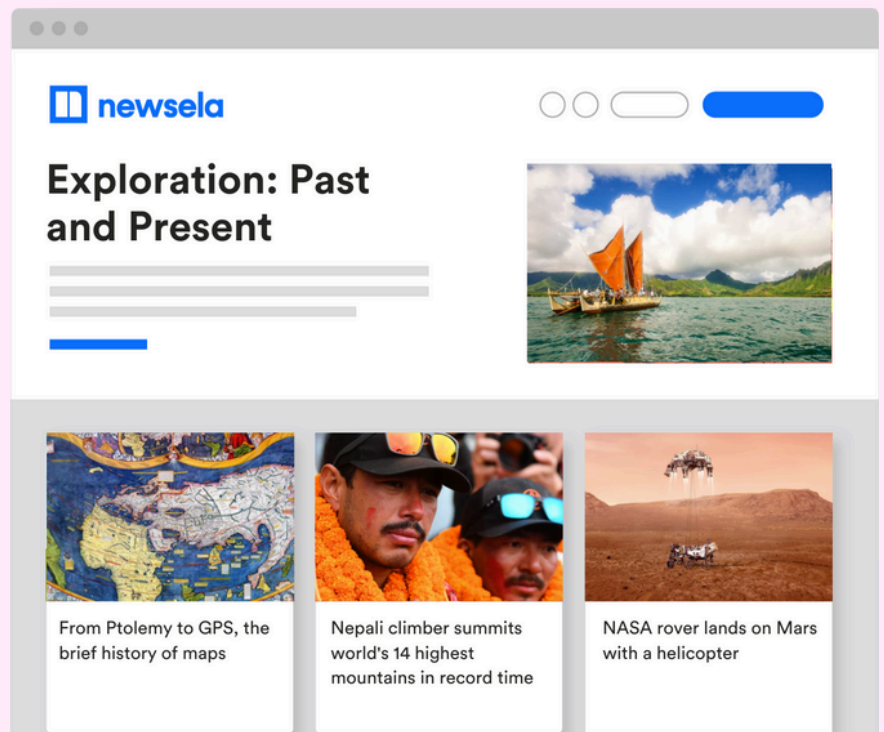 newsela
Exploration: Past
and Present
From Ptolemy to GPS, the
brief history of maps
Nepali climber summits
world's 14 highest
mountains in record time
NASA rover lands on Mars
with a helicopter